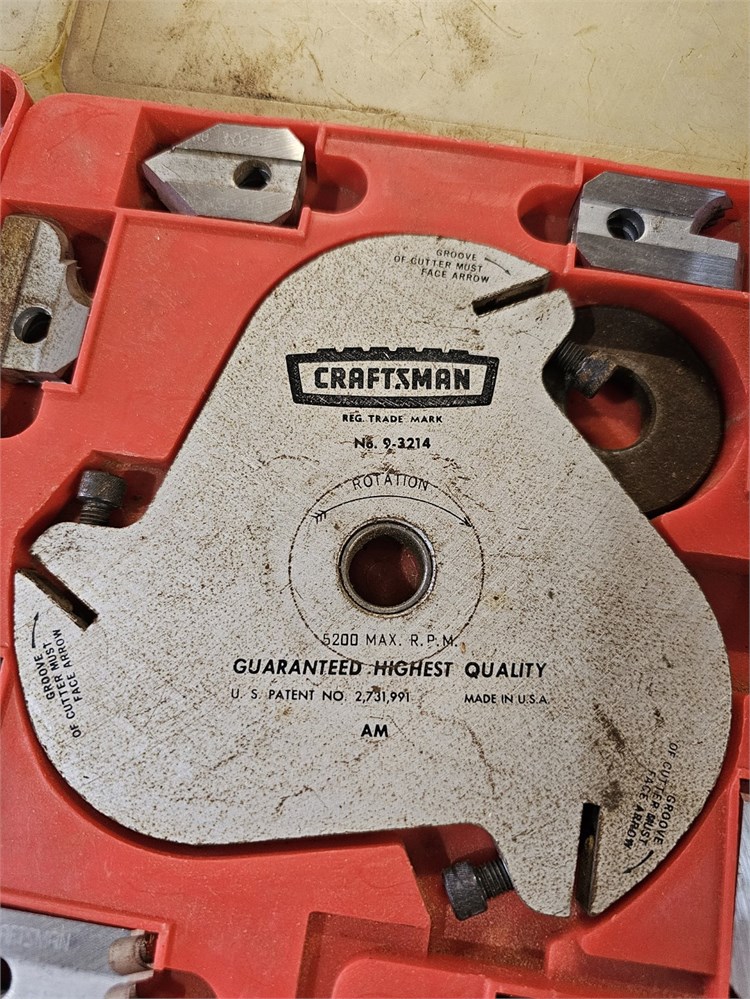 GROOVE
OF CUTTER MUST
FACE ARROW
CRAFTSMAN
REG. TRADE MARK
No. 9-3214
ROTATION
5200 MAX. R.P.M.
GUARANTEED HIGHEST QUALITY
U. S. PATENT NO. 2,731,991 MADE IN U.S.A.
AM
GROOVE
OF CUTTER MUST
FACE ARROW
GROOVE
OF CUTTER MUST
FACE ARROW